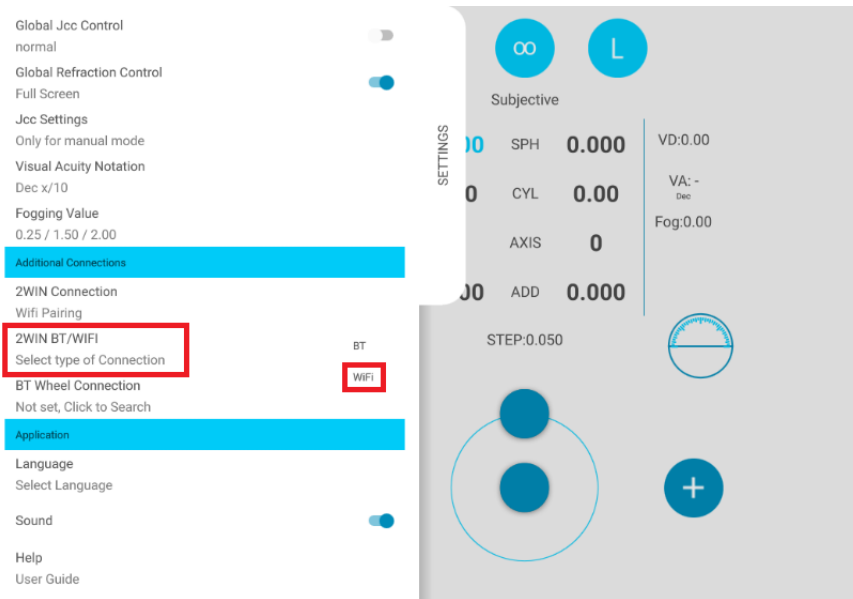 Global Jcc Control
normal
Global Refraction Control
Full Screen
Jcc Settings
Only for manual mode
Visual Acuity Notation
Dec x/10
Fogging Value
0.25 / 1.50 / 2.00
Additional Connections
2WIN Connection
Wifi Pairing
2WIN BT/WIFI
Select type of Connection
BT
WiFi
BT Wheel Connection
Not set, Click to Search
Application
Language
Select Language
Sound
Help
User Guide
SETTINGS
∞ L
Subjective
00 SPH 0.000
0 CYL 0.00
AXIS 0
00 ADD 0.000
VD:0.00
VA: -
Dec
Fog:0.00
STEP:0.050
+